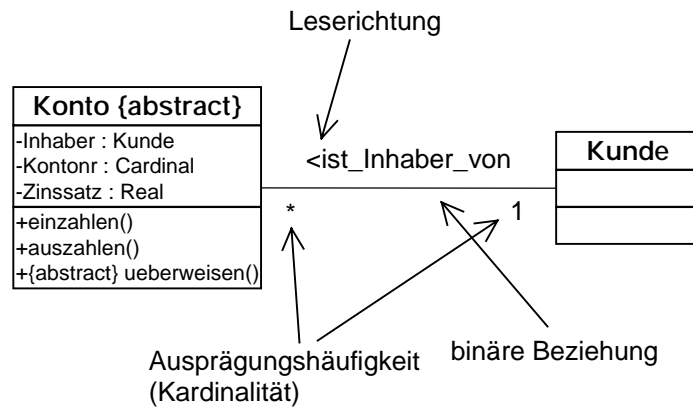 Leserichtung
Konto {abstract}
-Inhaber : Kunde
-Kontonr : Cardinal
-Zinssatz : Real
+einzahlen()
+auszahlen()
+{abstract} ueberweisen()
<ist_Inhaber_von
*
1
Kunde
Ausprägungshäufigkeit
(Kardinalität)
binäre Beziehung